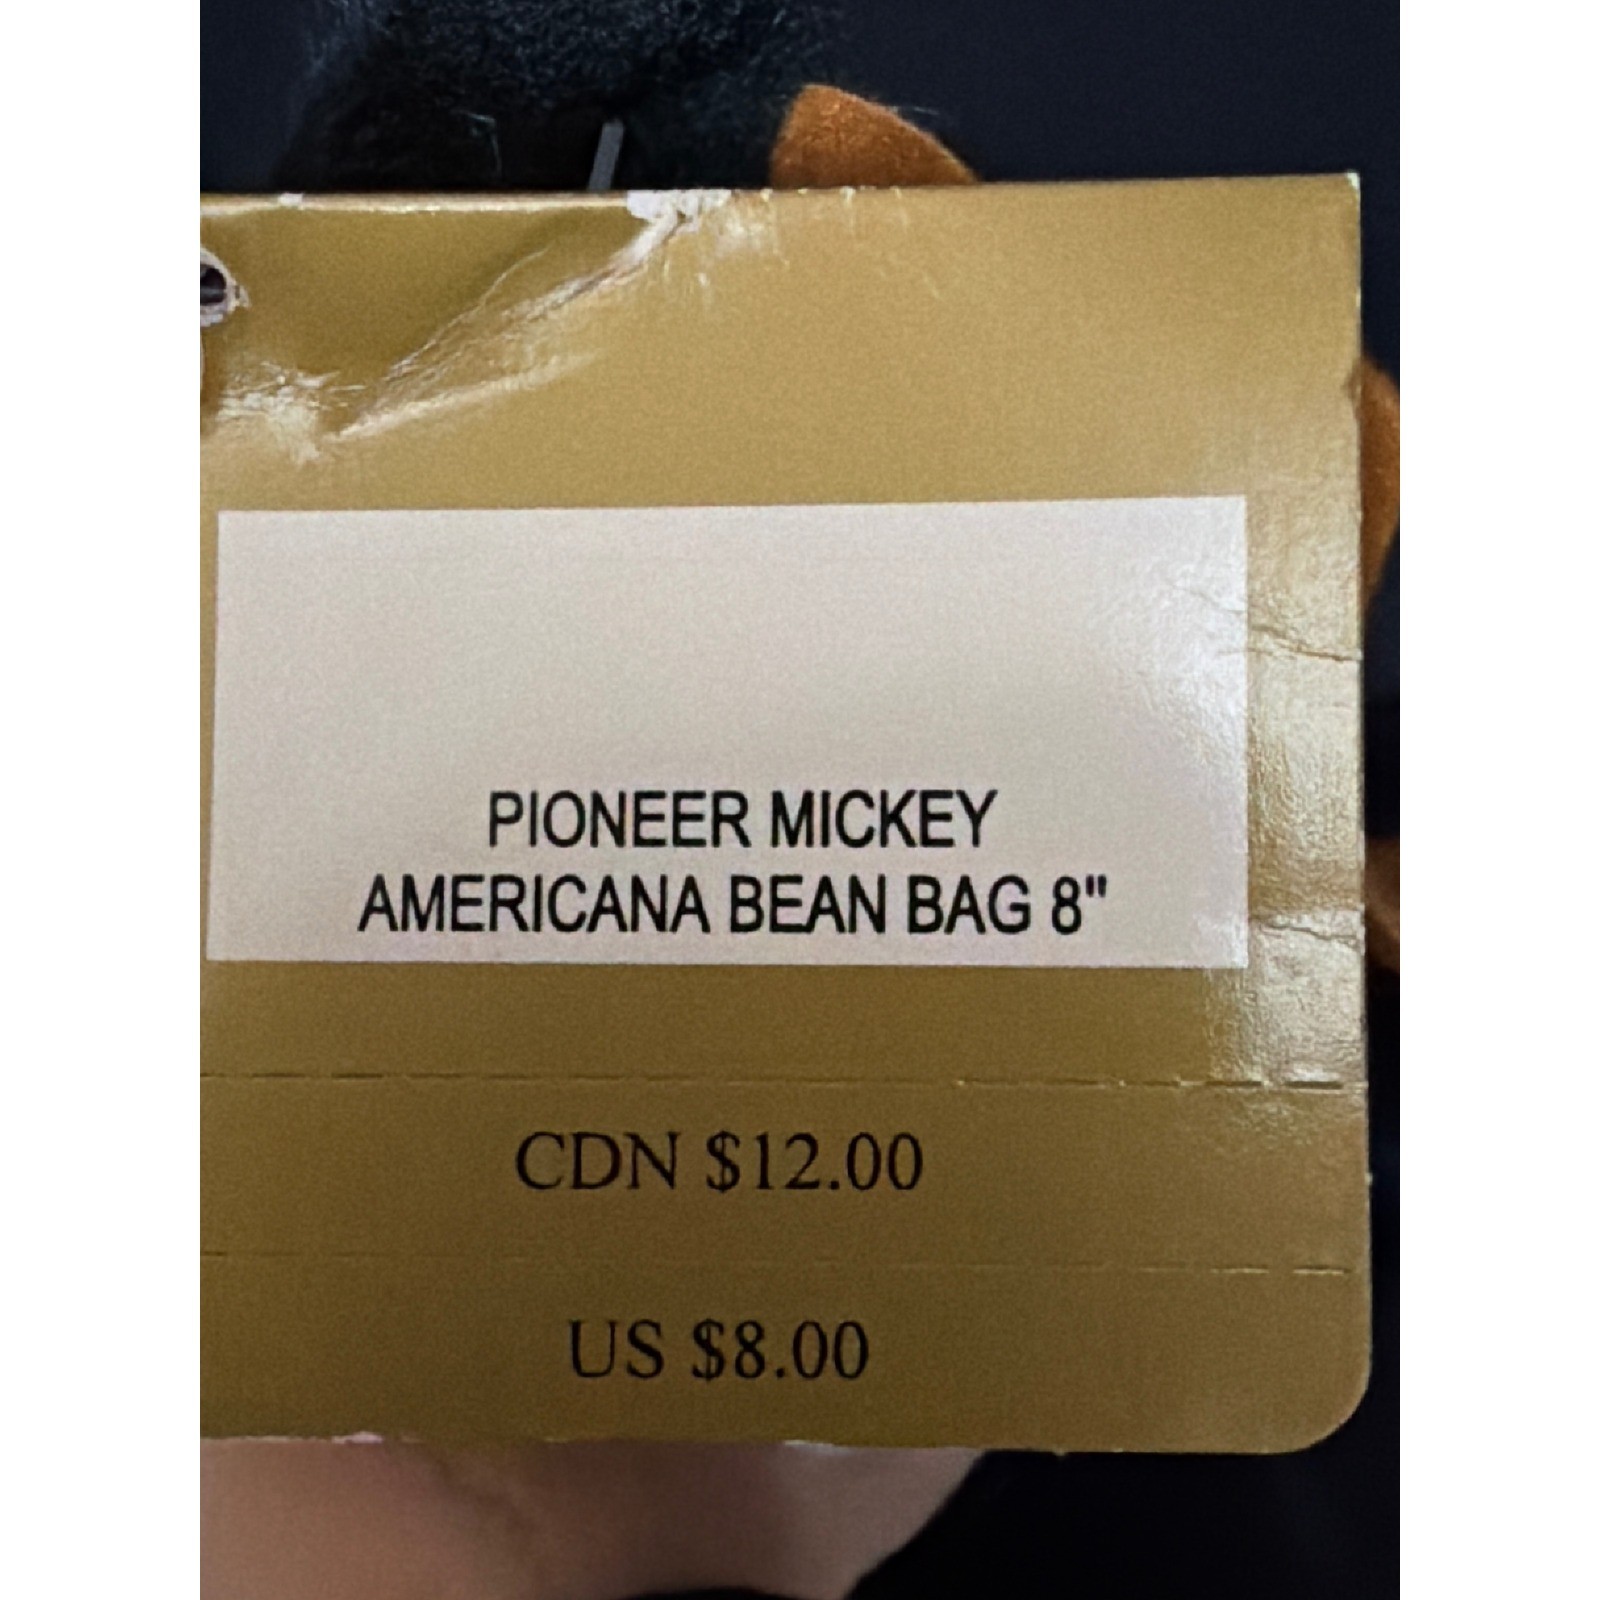 PIONEER MICKEY
AMERICANA BEAN BAG 8"
CDN $12.00
US $8.00